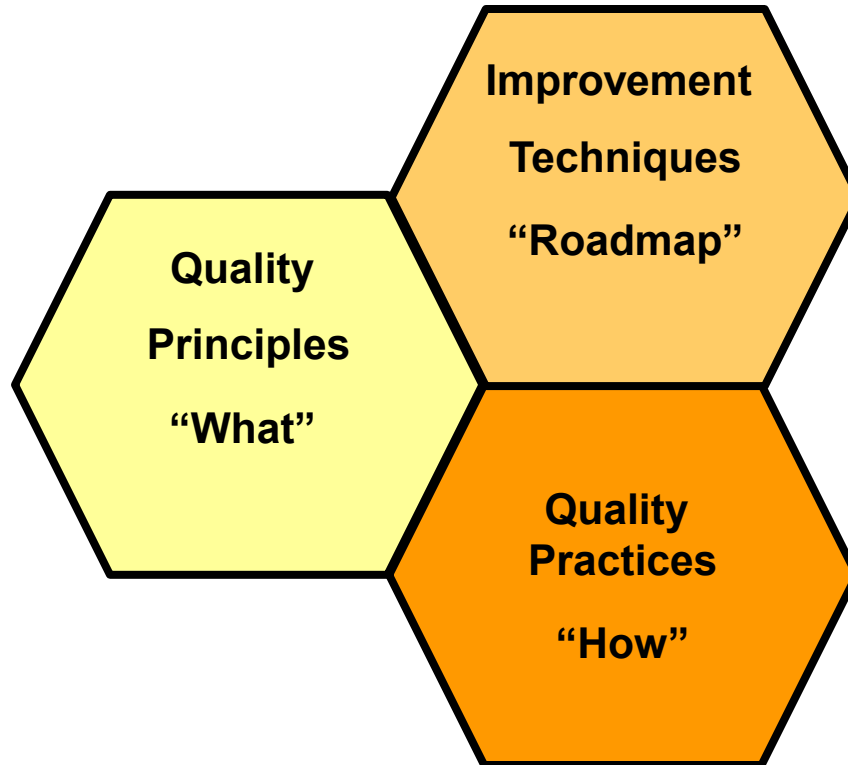 Improvement
Techniques
“Roadmap”
Quality
Principles
“What”
Quality
Practices
“How”